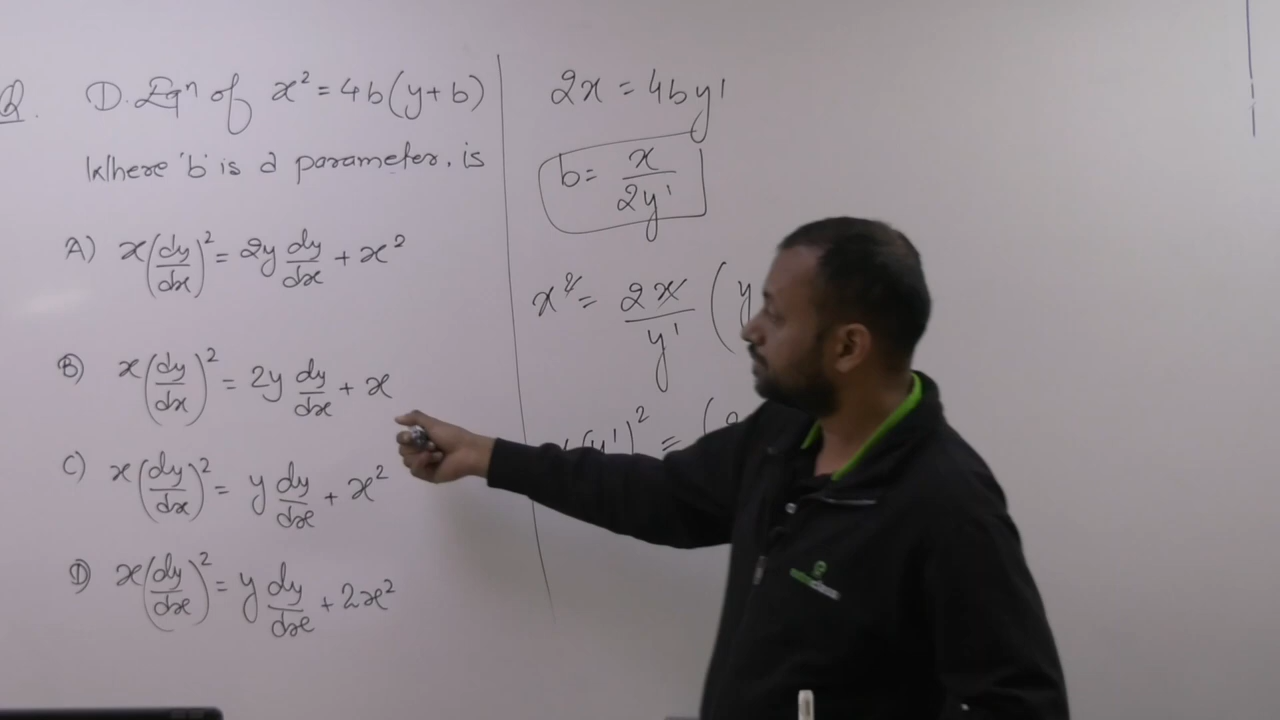 Q. D. Eqⁿ of x² = 4b(y+b)
Where 'b' is a parameter, is
A) x(dy/dx)² = 2y dy/dx + x²
B) x(dy/dx)² = 2y dy/dx + x
C) x(dy/dx)² = y dy/dx + x²
D) x(dy/dx)² = y dy/dx + 2x²
2x = 4by'
b = x/2y'
x² = 2x/y' (y
(y')² = (2